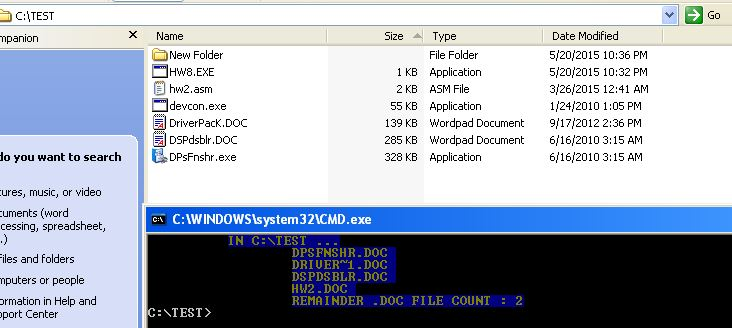 C:\TEST
Go
ompanion
Name Size Type Date Modified
New Folder File Folder 5/20/2015 10:36 PM
HW8.EXE 1 KB Application 5/20/2015 10:32 PM
hw2.asm 2 KB ASM File 3/26/2015 12:41 AM
devcon.exe 55 KB Application 1/24/2010 1:05 PM
DriverPacK.DOC 139 KB Wordpad Document 9/17/2012 2:36 PM
DSPdsblr.DOC 285 KB Wordpad Document 6/16/2010 3:15 AM
DPsFnshr.exe 328 KB Application 6/16/2010 3:15 AM
do you want to search
tures, music, or video
cuments (word
ocessing, spreadsheet,
.)
files and folders
mputers or people
formation in Help and
pport Center
C:\WINDOWS\system32\CMD.exe
IN C:\TEST ...
DPSFNSHR.DOC
DRIVER~1.DOC
DSPDSBLR.DOC
HW2.DOC
REMAINDER .DOC FILE COUNT : 2
C:\TEST>